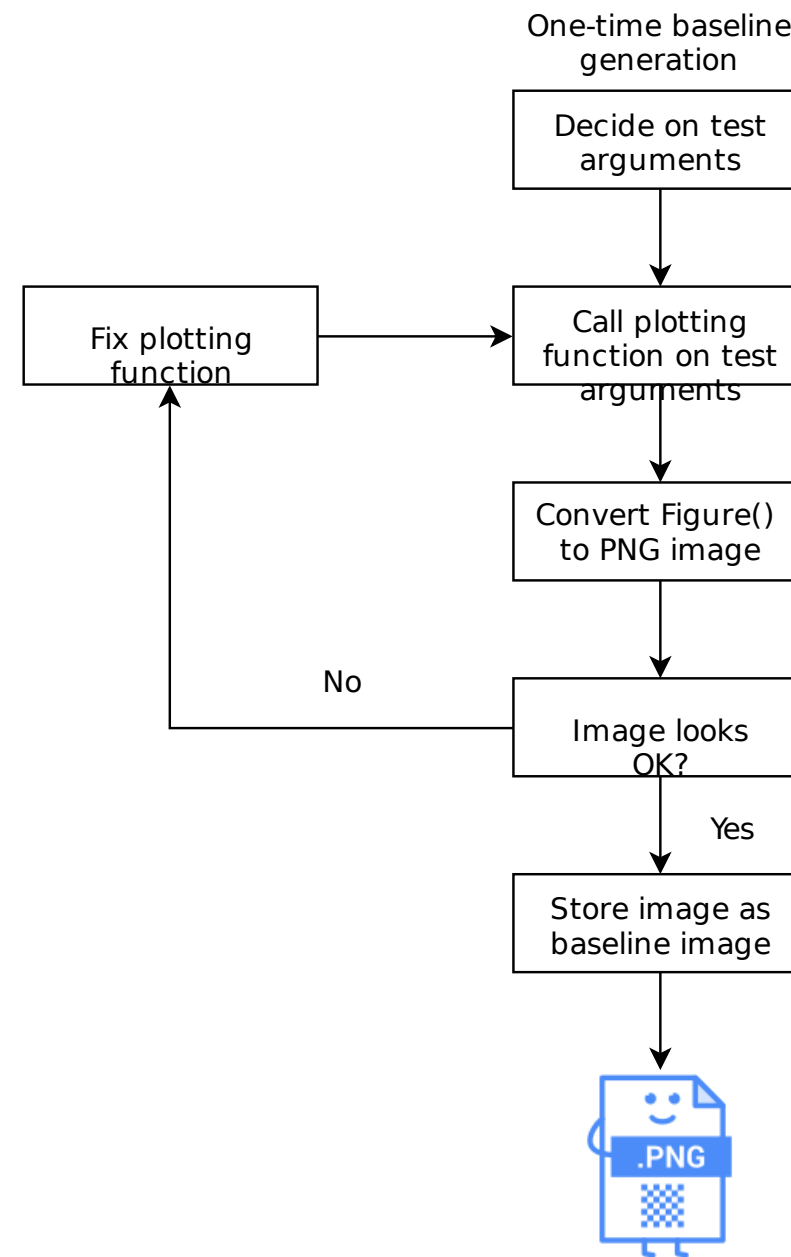 One-time baseline
generation
Decide on test
arguments
Fix plotting
function
Call plotting
function on test
arguments
Convert Figure()
to PNG image
No
Image looks
OK?
Yes
Store image as
baseline image
.PNG